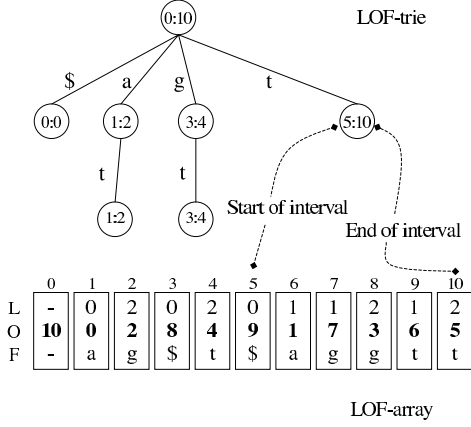 0:10 LOF-trie
$ a g t
0:0 1:2 3:4 5:10
t t
1:2 3:4
Start of interval
End of interval
0 1 2 3 4 5 6 7 8 9 10
L - 0 2 0 2 0 1 1 2 1 2
O 10 0 2 8 4 9 1 7 3 6 5
F - a g $ t $ a g g t t
LOF-array